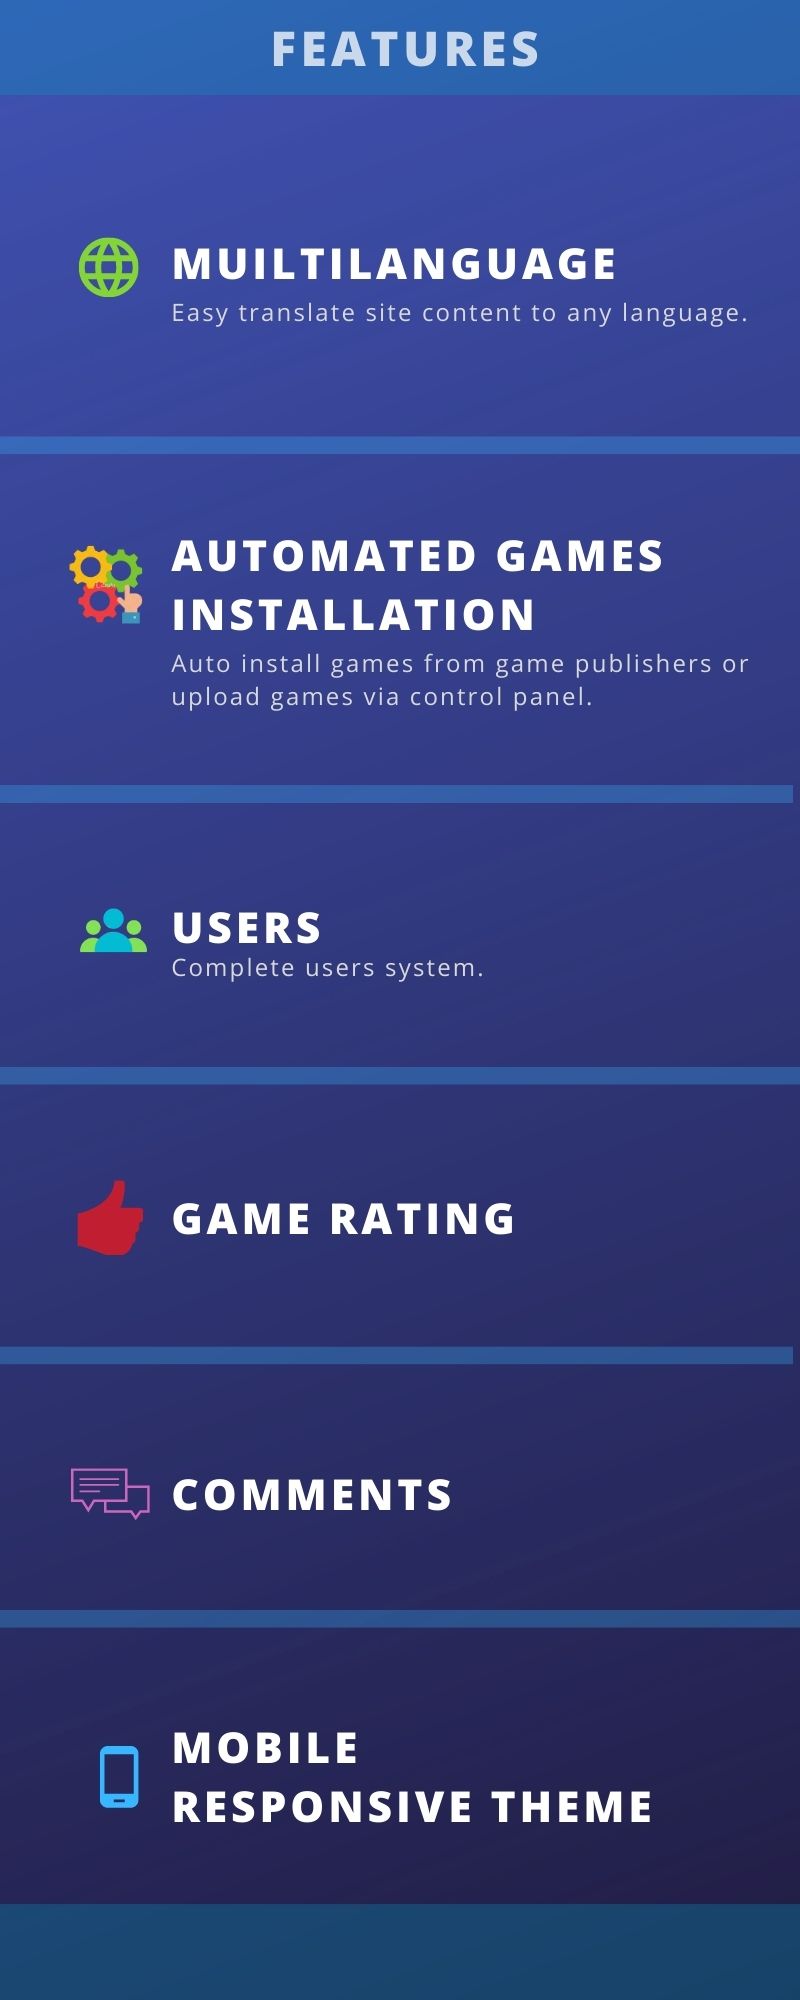 FEATURES
MUILTILANGUAGE
Easy translate site content to any language.
AUTOMATED GAMES
INSTALLATION
Auto install games from game publishers or
upload games via control panel.
USERS
Complete users system.
GAME RATING
COMMENTS
MOBILE
RESPONSIVE THEME